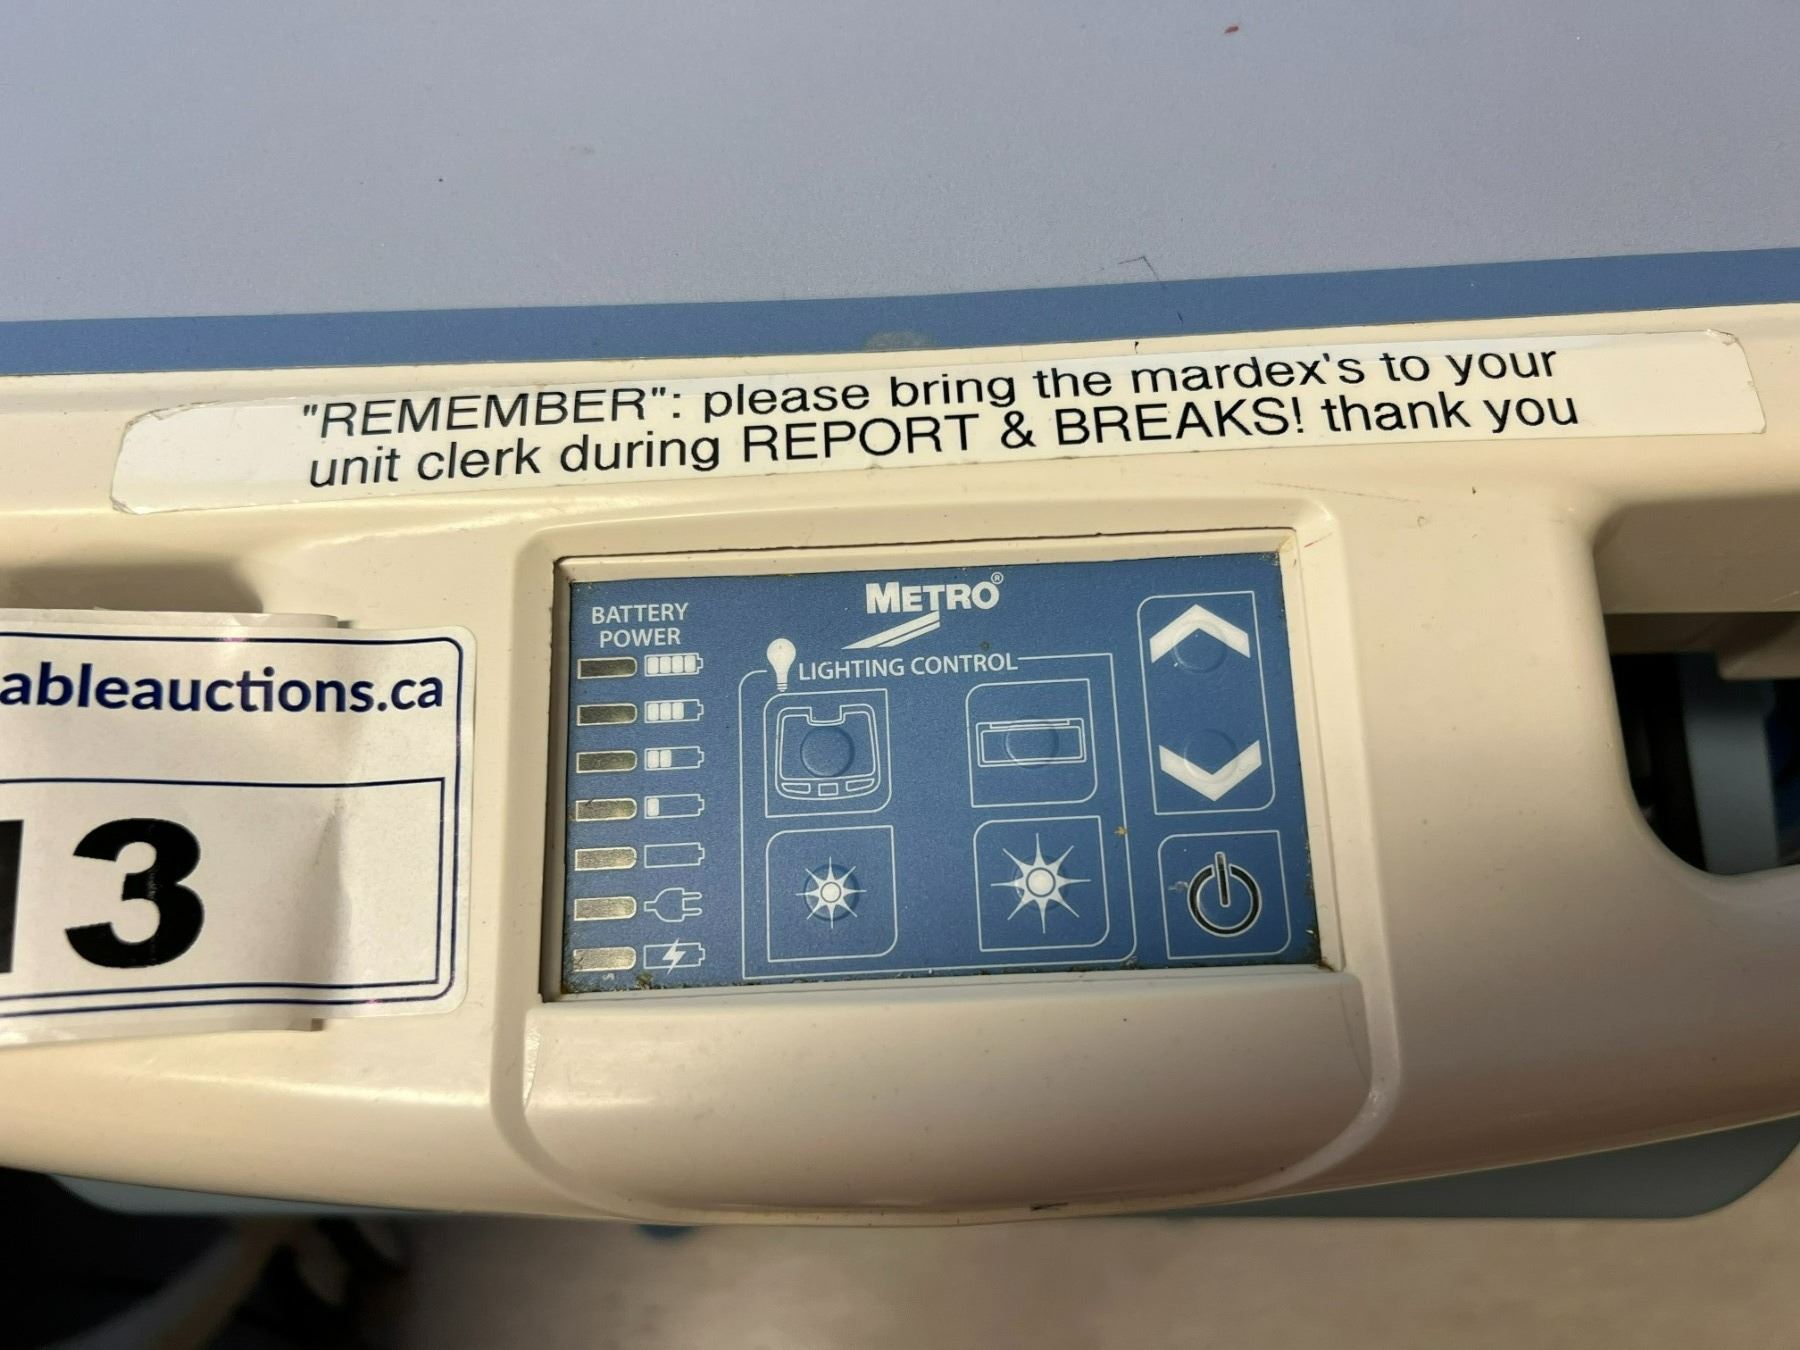 "REMEMBER": please bring the mardex's to your
unit clerk during REPORT & BREAKS! thank you
METRO®
BATTERY
POWER
LIGHTING CONTROL
ableauctions.ca
13